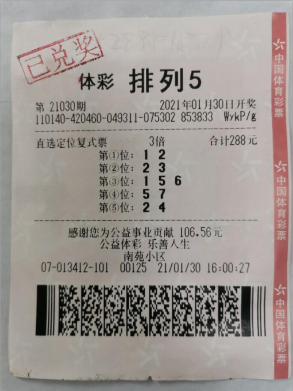 已兑奖
体彩 排列5
第 21030期 2021年01月30日开奖
110140-420460-049311-075302 853833 WykP/g
直选定位复式票 3倍 合计288元
第①位: 1 2
第②位: 2 3
第③位: 1 5 6
第④位: 5 7
第⑤位: 2 4
感谢您为公益事业贡献 106.56元
公益体彩 乐善人生
南苑小区
07-013412-101 00125 21/01/30 16:00:27
中国体育彩票
中国体育彩票
中国体育彩票